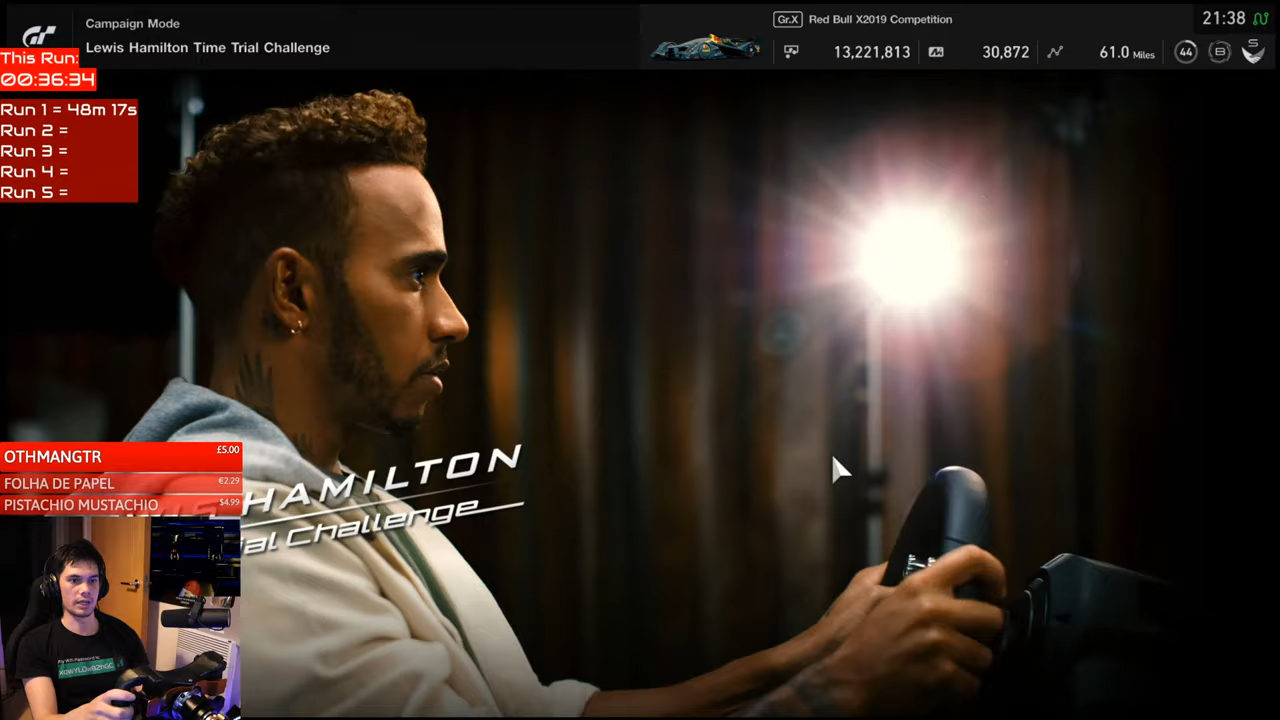 Campaign Mode
Lewis Hamilton Time Trial Challenge
Gr.X Red Bull X2019 Competition
13,221,813 30,872 61.0 Miles 44 B S
21:38
This Run:
00:36:34
Run 1 = 48m 17s
Run 2 =
Run 3 =
Run 4 =
Run 5 =
HAMILTON
ial Challenge
OTHMANGTR £5.00
FOLHA DE PAPEL €2.29
PISTACHIO MUSTACHIO $4.99